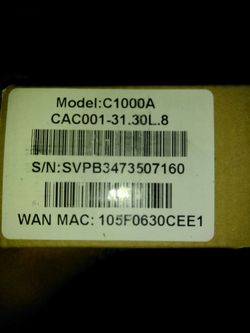 Model:C1000A
CAC001-31.30L.8
S/N:SVPB3473507160
WAN MAC: 105F0630CEE1